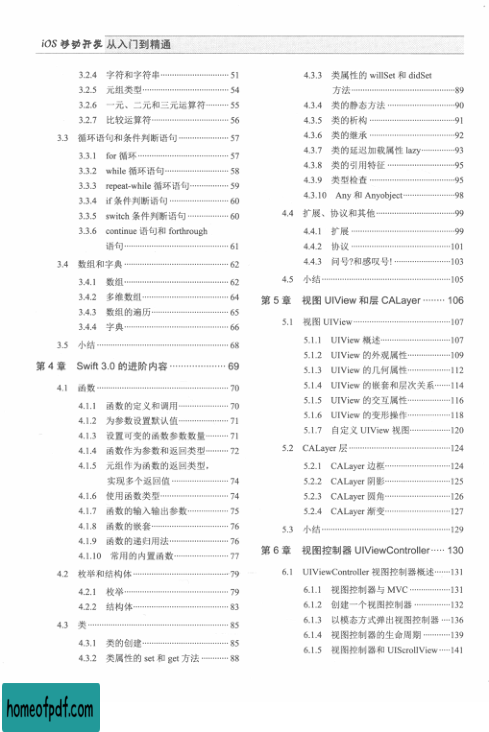 iOS 移动开发 从入门到精通
3.2.4 字符和字符串 51
3.2.5 元组类型 54
3.2.6 一元、二元和三元运算符 55
3.2.7 比较运算符 56
3.3 循环语句和条件判断语句 57
3.3.1 for 循环 57
3.3.2 while 循环语句 58
3.3.3 repeat-while 循环语句 59
3.3.4 if 条件判断语句 60
3.3.5 switch 条件判断语句 60
3.3.6 continue 语句和 forthrough
语句 61
3.4 数组和字典 62
3.4.1 数组 62
3.4.2 多维数组 64
3.4.3 数组的遍历 65
3.4.4 字典 66
3.5 小结 68
第 4 章 Swift 3.0 的进阶内容 69
4.1 函数 70
4.1.1 函数的定义和调用 70
4.1.2 为参数设置默认值 71
4.1.3 设置可变的函数参数数量 71
4.1.4 函数作为参数和返回类型 72
4.1.5 元组作为函数的返回类型，
实现多个返回值 74
4.1.6 使用函数类型 74
4.1.7 函数的输入输出参数 75
4.1.8 函数的嵌套 76
4.1.9 函数的递归用法 76
4.1.10 常用的内置函数 77
4.2 枚举和结构体 79
4.2.1 枚举 79
4.2.2 结构体 83
4.3 类 85
4.3.1 类的创建 85
4.3.2 类属性的 set 和 get 方法 88
4.3.3 类属性的 willSet 和 didSet
方法 89
4.3.4 类的静态方法 90
4.3.5 类的析构 91
4.3.6 类的继承 92
4.3.7 类的延迟加载属性 lazy 93
4.3.8 类的引用特征 95
4.3.9 类型检查 95
4.3.10 Any 和 Anyobject 98
4.4 扩展、协议和其他 99
4.4.1 扩展 99
4.4.2 协议 101
4.4.3 问号?和感叹号! 103
4.5 小结 105
第 5 章 视图 UIView 和层 CALayer 106
5.1 视图 UIView 107
5.1.1 UIView 概述 107
5.1.2 UIView 的外观属性 109
5.1.3 UIView 的几何属性 112
5.1.4 UIView 的嵌套和层次关系 114
5.1.5 UIView 的交互属性 116
5.1.6 UIView 的变形操作 118
5.1.7 自定义 UIView 视图 120
5.2 CALayer 层 124
5.2.1 CALayer 边框 124
5.2.2 CALayer 阴影 125
5.2.3 CALayer 圆角 126
5.2.4 CALayer 渐变 127
5.3 小结 129
第 6 章 视图控制器 UIViewController 130
6.1 UIViewController 视图控制器概述 131
6.1.1 视图控制器与 MVC 131
6.1.2 创建一个视图控制器 132
6.1.3 以模态方式弹出视图控制器 136
6.1.4 视图控制器的生命周期 139
6.1.5 视图控制器和 UIScrollView 141
homeofpdf.com